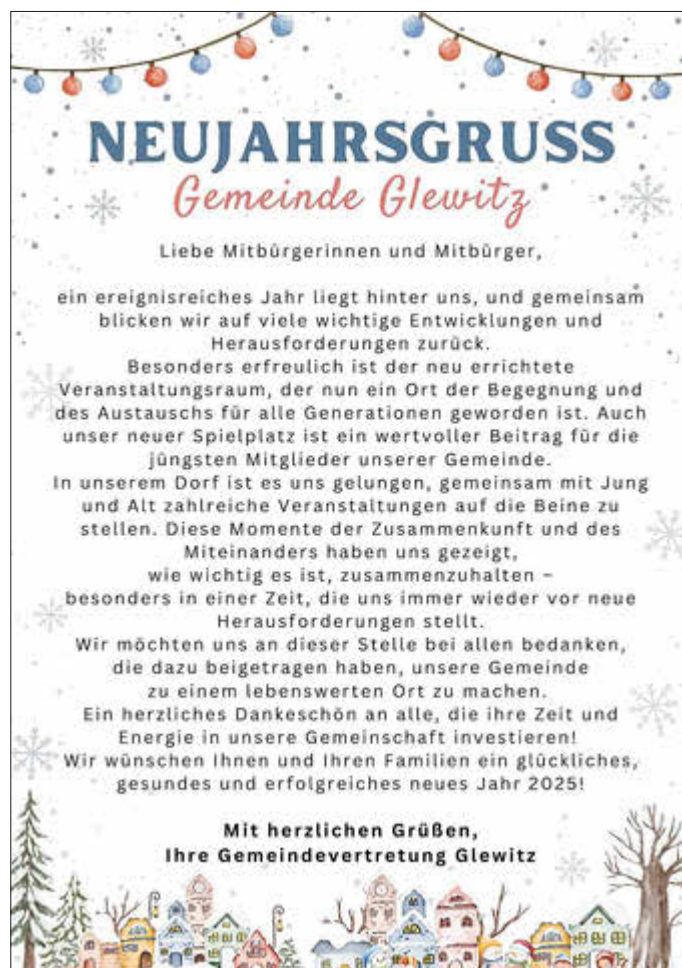 NEUJAHRSGRUSS
Gemeinde Glewitz
Liebe Mitbürgerinnen und Mitbürger,
ein ereignisreiches Jahr liegt hinter uns, und gemeinsam
blicken wir auf viele wichtige Entwicklungen und
Herausforderungen zurück.
Besonders erfreulich ist der neu errichtete
Veranstaltungsraum, der nun ein Ort der Begegnung und
des Austauschs für alle Generationen geworden ist. Auch
unser neuer Spielplatz ist ein wertvoller Beitrag für die
jüngsten Mitglieder unserer Gemeinde.
In unserem Dorf ist es uns gelungen, gemeinsam mit Jung
und Alt zahlreiche Veranstaltungen auf die Beine zu
stellen. Diese Momente der Zusammenkunft und des
Miteinanders haben uns gezeigt,
wie wichtig es ist, zusammenzuhalten –
besonders in einer Zeit, die uns immer wieder vor neue
Herausforderungen stellt.
Wir möchten uns an dieser Stelle bei allen bedanken,
die dazu beigetragen haben, unsere Gemeinde
zu einem lebenswerten Ort zu machen.
Ein herzliches Dankeschön an alle, die ihre Zeit und
Energie in unsere Gemeinschaft investieren!
Wir wünschen Ihnen und Ihren Familien ein glückliches,
gesundes und erfolgreiches neues Jahr 2025!
Mit herzlichen Grüßen,
Ihre Gemeindevertretung Glewitz